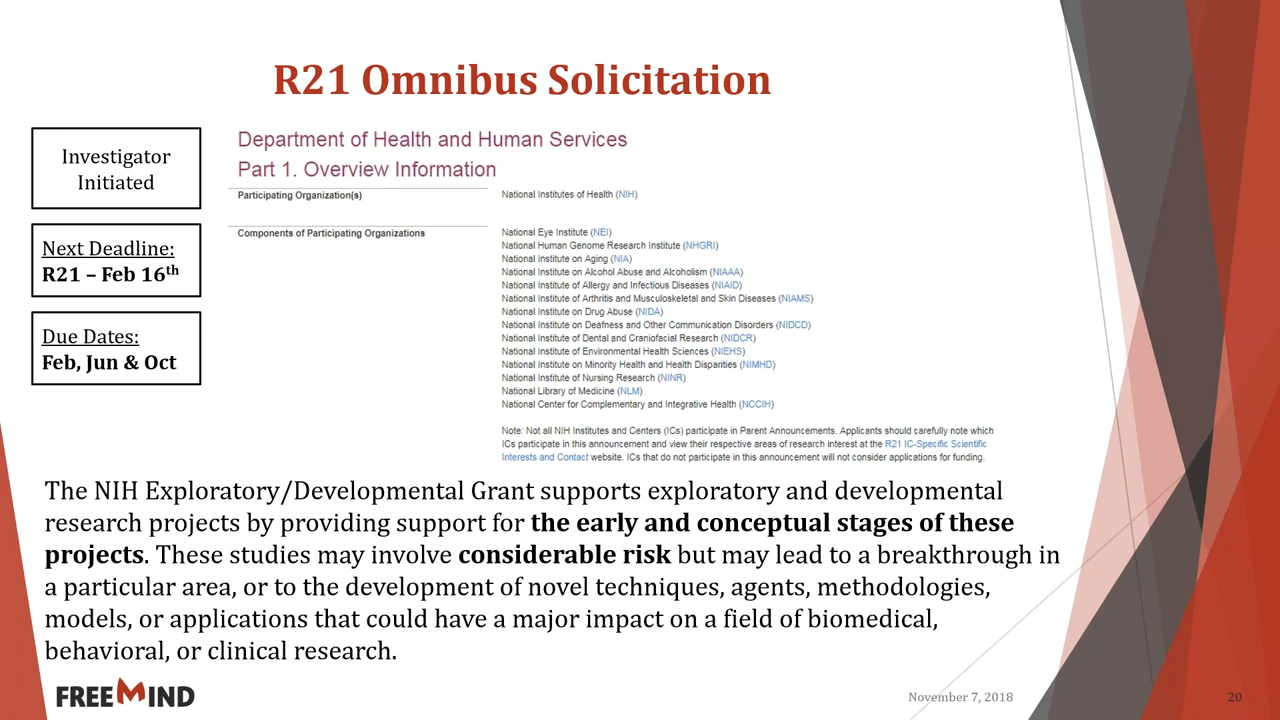 R21 Omnibus Solicitation
Investigator
Initiated
Next Deadline:
R21 – Feb 16th
Due Dates:
Feb, Jun & Oct
Department of Health and Human Services
Part 1. Overview Information
Participating Organization(s)
National Institutes of Health (NIH)
Components of Participating Organizations
National Eye Institute (NEI)
National Human Genome Research Institute (NHGRI)
National Institute on Aging (NIA)
National Institute on Alcohol Abuse and Alcoholism (NIAAA)
National Institute of Allergy and Infectious Diseases (NIAID)
National Institute of Arthritis and Musculoskeletal and Skin Diseases (NIAMS)
National Institute on Drug Abuse (NIDA)
National Institute on Deafness and Other Communication Disorders (NIDCD)
National Institute of Dental and Craniofacial Research (NIDCR)
National Institute of Environmental Health Sciences (NIEHS)
National Institute on Minority Health and Health Disparities (NIMHD)
National Institute of Nursing Research (NINR)
National Library of Medicine (NLM)
National Center for Complementary and Integrative Health (NCCIH)
Note: Not all NIH Institutes and Centers (ICs) participate in Parent Announcements. Applicants should carefully note which
ICs participate in this announcement and view their respective areas of research interest at the R21 IC-Specific Scientific
Interests and Contact website. ICs that do not participate in this announcement will not consider applications for funding.
The NIH Exploratory/Developmental Grant supports exploratory and developmental
research projects by providing support for the early and conceptual stages of these
projects. These studies may involve considerable risk but may lead to a breakthrough in
a particular area, or to the development of novel techniques, agents, methodologies,
models, or applications that could have a major impact on a field of biomedical,
behavioral, or clinical research.
FREEMIND
November 7, 2018
20